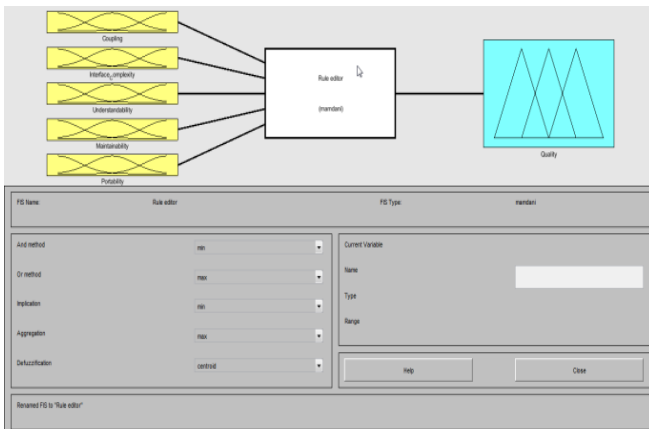 Coupling
Interface complexity
Understandability
Maintainability
Portability
Rule editor
(mamdani)
Quality
FIS Name: Rule editor FIS Type: mamdani
And method min
Or method max
Implication min
Aggregation max
Defuzzification centroid
Current Variable
Name
Type
Range
Help Close
Renamed FIS to "Rule editor"